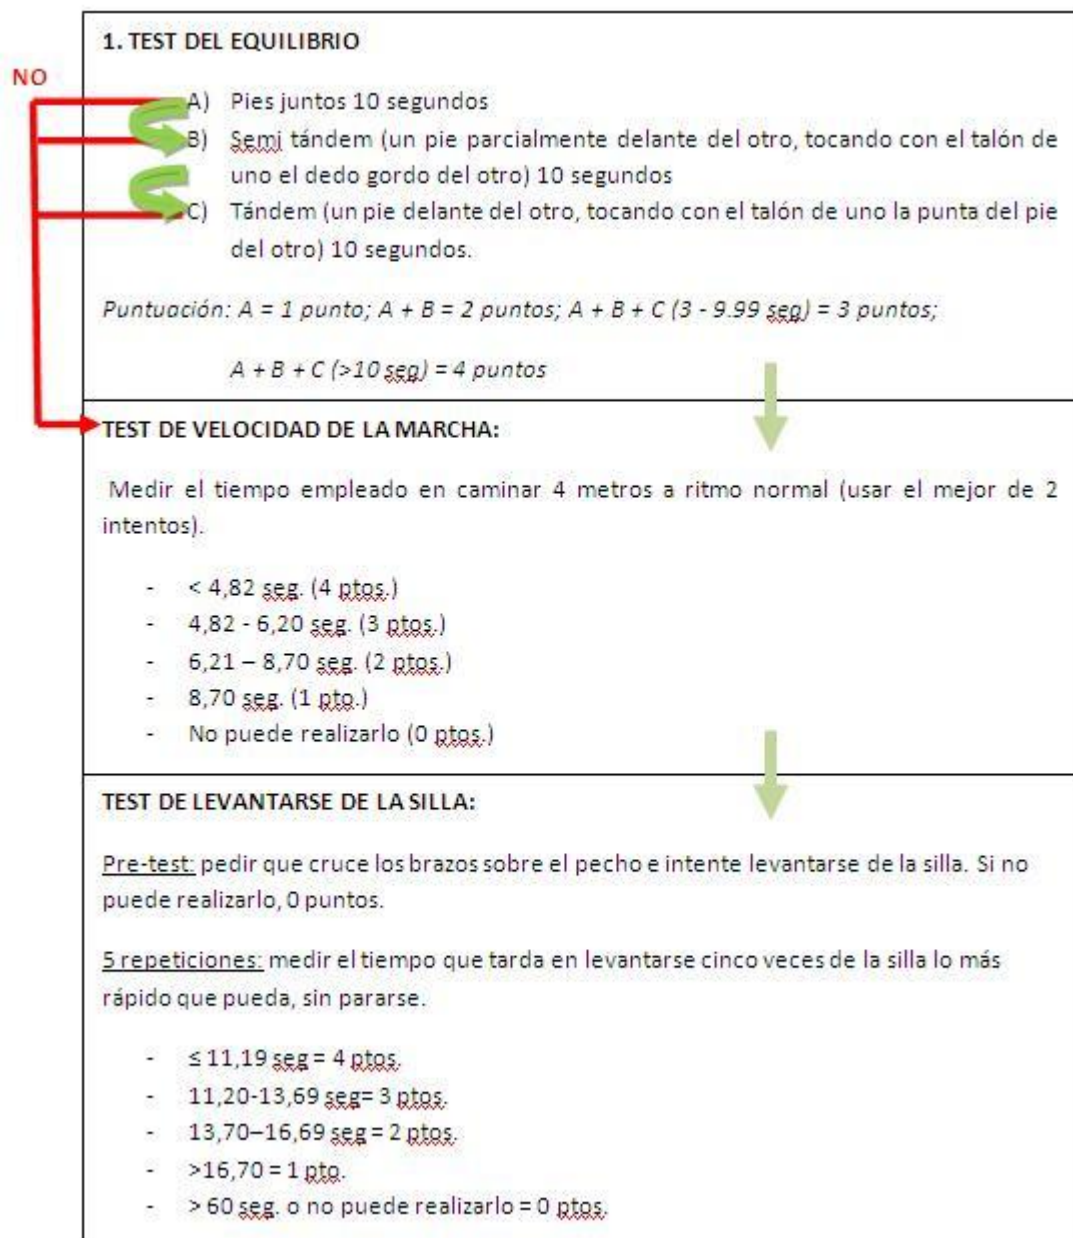 1. TEST DEL EQUILIBRIO
NO
A) Pies juntos 10 segundos
B) Semi tándem (un pie parcialmente delante del otro, tocando con el talón de
uno el dedo gordo del otro) 10 segundos
C) Tándem (un pie delante del otro, tocando con el talón de uno la punta del pie
del otro) 10 segundos.
Puntuación: A = 1 punto; A + B = 2 puntos; A + B + C (3 - 9.99 seg) = 3 puntos;
A + B + C (>10 seg) = 4 puntos
TEST DE VELOCIDAD DE LA MARCHA:
Medir el tiempo empleado en caminar 4 metros a ritmo normal (usar el mejor de 2
intentos).
- < 4,82 seg. (4 ptos.)
- 4,82 - 6,20 seg. (3 ptos.)
- 6,21 – 8,70 seg. (2 ptos.)
- 8,70 seg. (1 pto.)
- No puede realizarlo (0 ptos.)
TEST DE LEVANTARSE DE LA SILLA:
Pre-test: pedir que cruce los brazos sobre el pecho e intente levantarse de la silla. Si no
puede realizarlo, 0 puntos.
5 repeticiones: medir el tiempo que tarda en levantarse cinco veces de la silla lo más
rápido que pueda, sin pararse.
- ≤ 11,19 seg = 4 ptos.
- 11,20-13,69 seg= 3 ptos.
- 13,70–16,69 seg = 2 ptos.
- >16,70 = 1 pto.
- > 60 seg. o no puede realizarlo = 0 ptos.